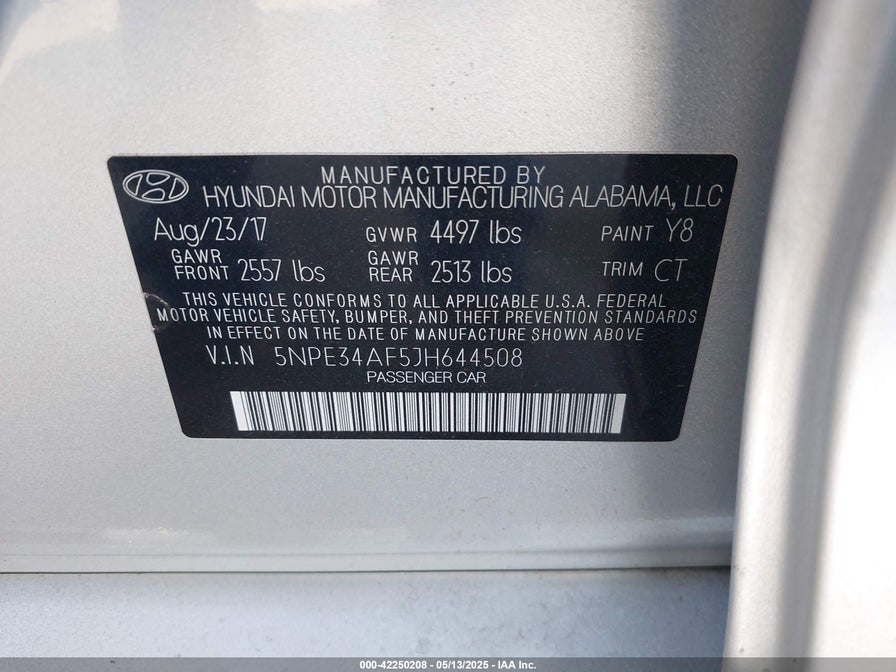 MANUFACTURED BY
HYUNDAI MOTOR MANUFACTURING ALABAMA, LLC
Aug/23/17 GVWR 4497 lbs PAINT Y8
GAWR FRONT 2557 lbs GAWR REAR 2513 lbs TRIM CT
THIS VEHICLE CONFORMS TO ALL APPLICABLE U.S.A. FEDERAL
MOTOR VEHICLE SAFETY, BUMPER, AND THEFT PREVENTION STANDARDS
IN EFFECT ON THE DATE OF MANUFACTURE SHOWN ABOVE
V.I.N 5NPE34AF5JH644508
PASSENGER CAR
000-42250208 - 05/13/2025 - IAA Inc.